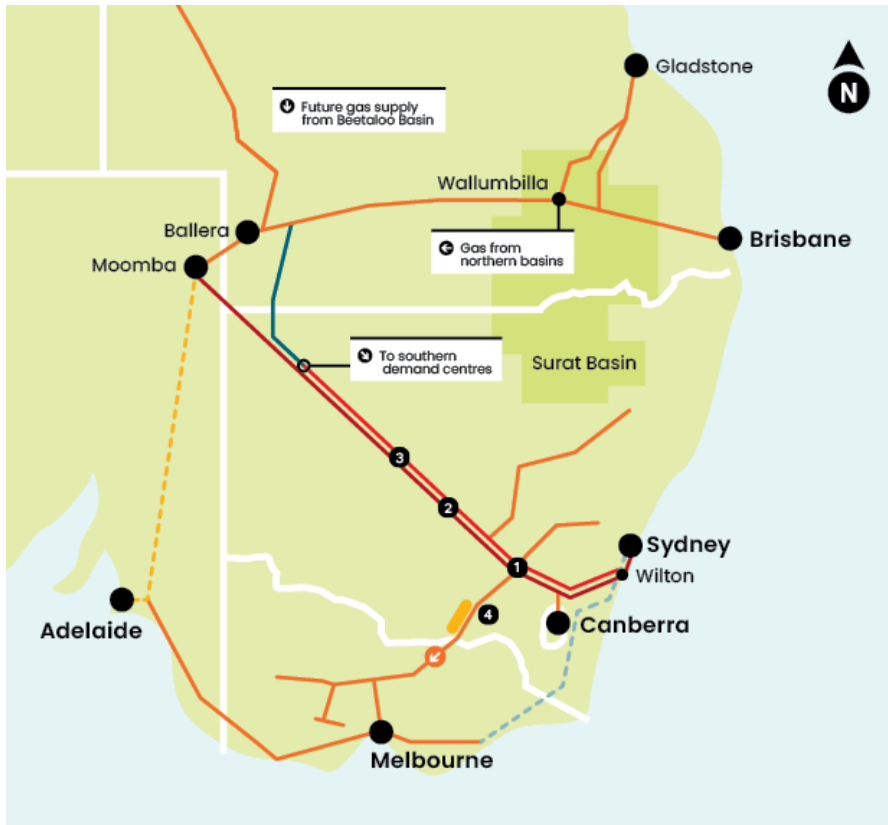 Gladstone
N
Future gas supply
from Beetaloo Basin
Wallumbilla
Ballera
Brisbane
Gas from
northern basins
Moomba
To southern
demand centres
Surat Basin
3
2
Sydney
1
Wilton
Adelaide
4
Canberra
Melbourne